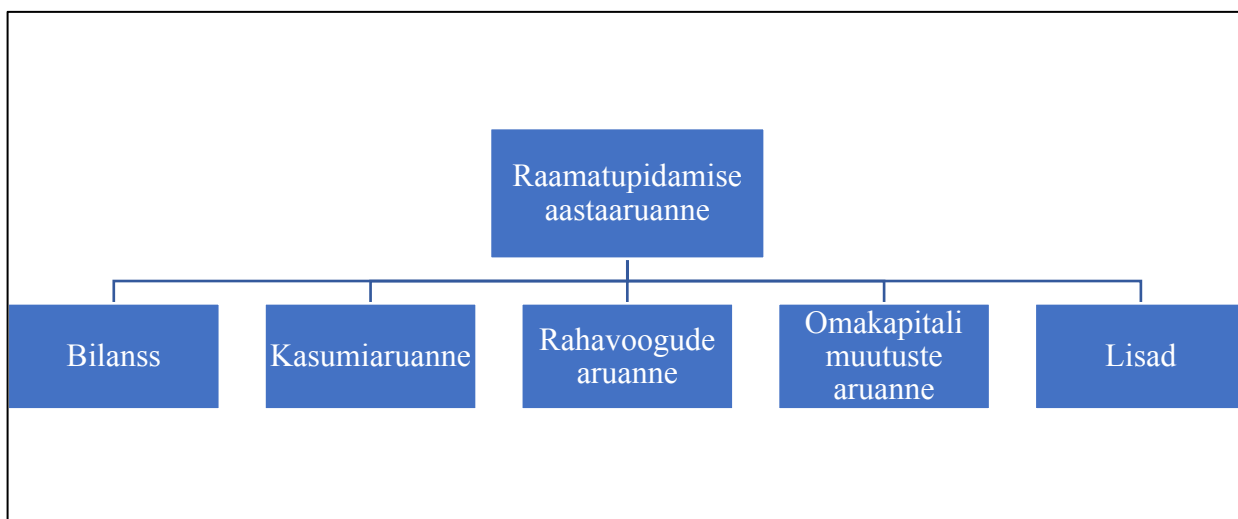 Raamatupidamise
aastaaruanne
Bilanss
Kasumiaruanne
Rahavoogude
aruanne
Omakapitali
muutuste
aruanne
Lisad